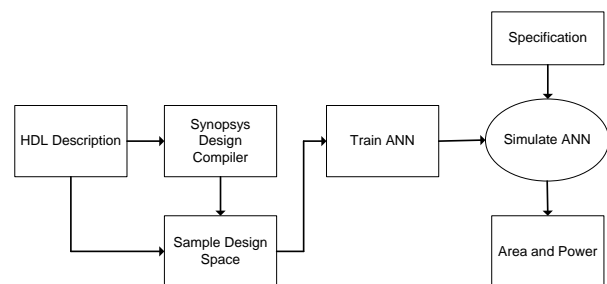 Specification
HDL Description
Synopsys
Design
Compiler
Train ANN
Simulate ANN
Sample Design
Space
Area and Power